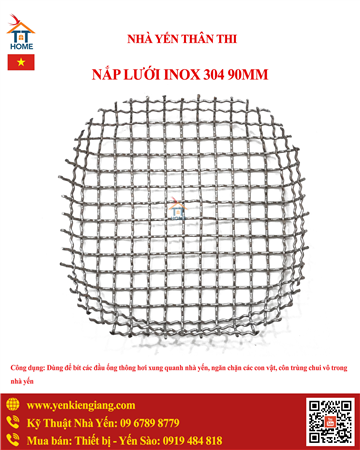 TT
HOME
NHÀ YẾN THÂN THI
NẮP LƯỚI INOX 304 90MM
Công dụng: Dùng để bít các đầu ống thông hơi xung quanh nhà yến, ngăn chặn các con vật, côn trùng chui vô trong
nhà yến
www.yenkiengiang.com
Kỹ Thuật Nhà Yến: 09 6789 8779
Mua bán: Thiết bị - Yến Sào: 0919 484 818